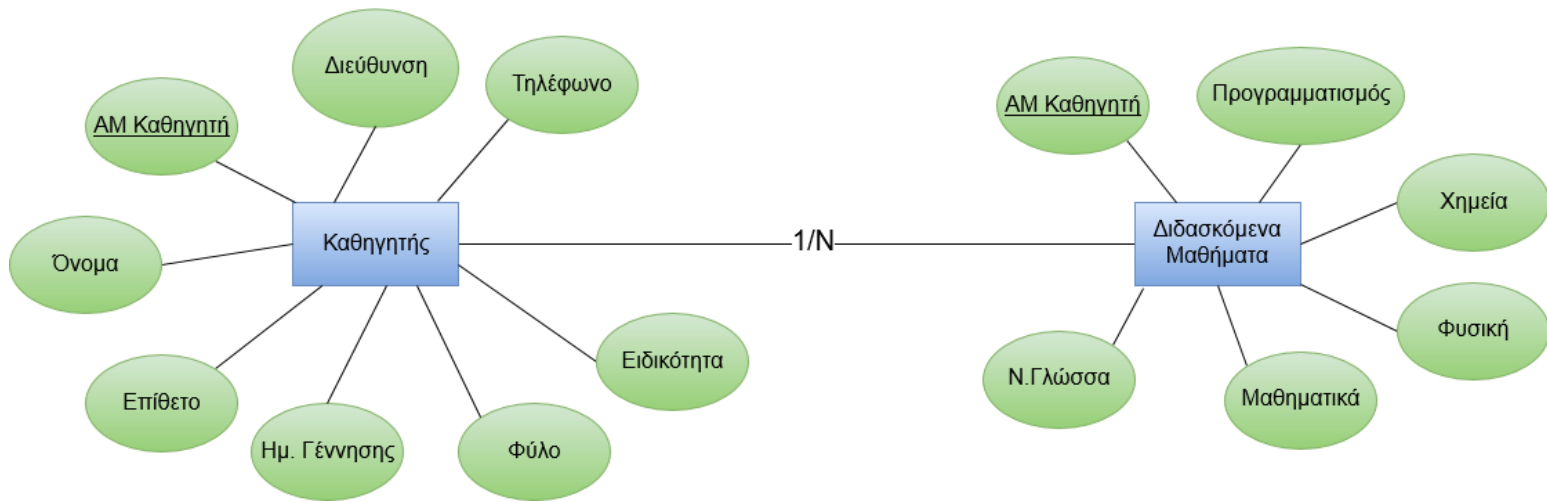 Διεύθυνση
Τηλέφωνο
ΑΜ Καθηγητή
Όνομα
Καθηγητής
Επίθετο
Ημ. Γέννησης
Φύλο
Ειδικότητα
1/N
ΑΜ Καθηγητή
Προγραμματισμός
Χημεία
Διδασκόμενα
Μαθήματα
Φυσική
Ν.Γλώσσα
Μαθηματικά